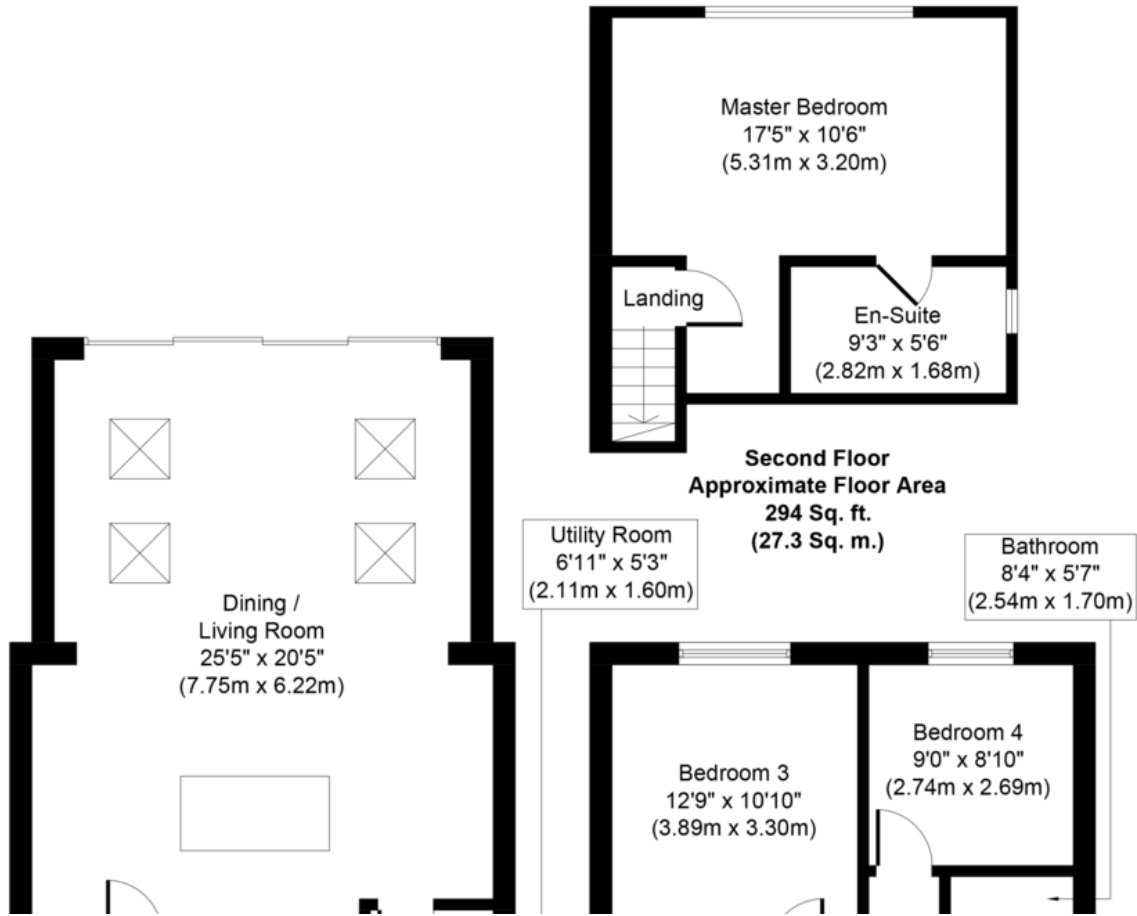 Master Bedroom
17'5" x 10'6"
(5.31m x 3.20m)
Landing
En-Suite
9'3" x 5'6"
(2.82m x 1.68m)
Second Floor
Approximate Floor Area
294 Sq. ft.
(27.3 Sq. m.)
Utility Room
6'11" x 5'3"
(2.11m x 1.60m)
Bathroom
8'4" x 5'7"
(2.54m x 1.70m)
Dining /
Living Room
25'5" x 20'5"
(7.75m x 6.22m)
Bedroom 3
12'9" x 10'10"
(3.89m x 3.30m)
Bedroom 4
9'0" x 8'10"
(2.74m x 2.69m)